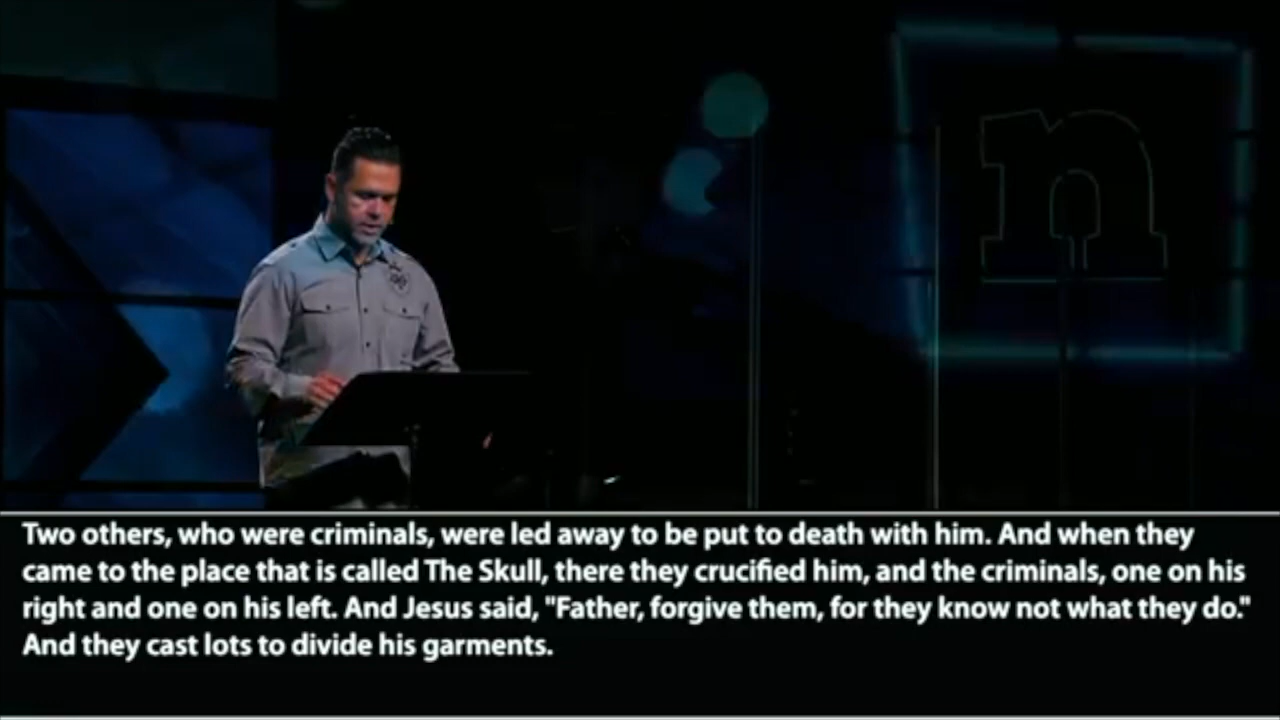 n
Two others, who were criminals, were led away to be put to death with him. And when they
came to the place that is called The Skull, there they crucified him, and the criminals, one on his
right and one on his left. And Jesus said, "Father, forgive them, for they know not what they do."
And they cast lots to divide his garments.